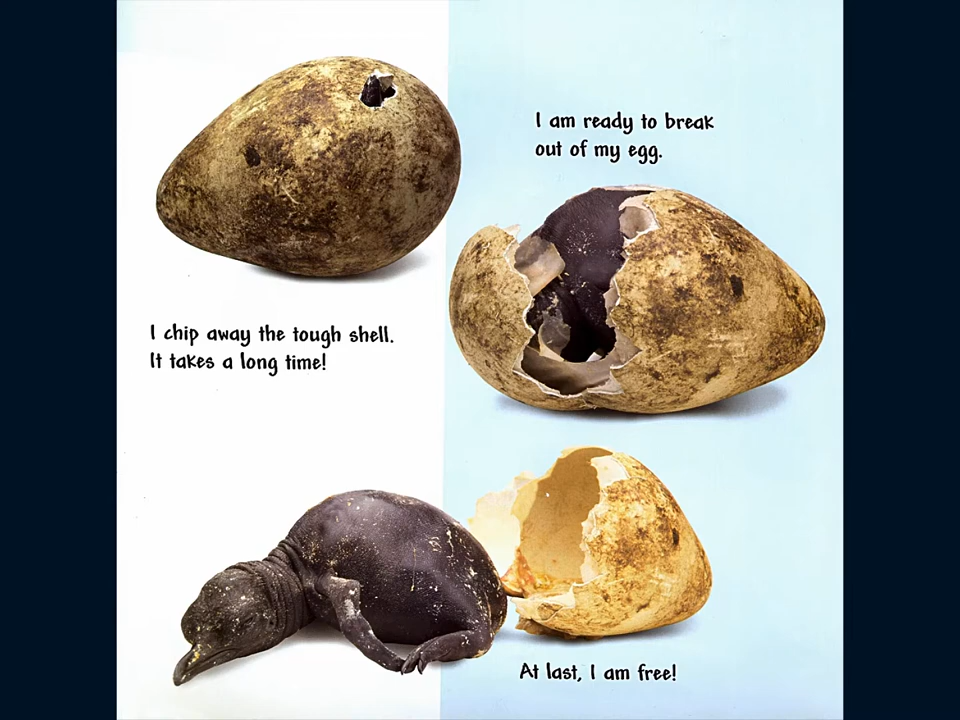 I chip away the tough shell.
It takes a long time!
I am ready to break
out of my egg.
At last, I am free!